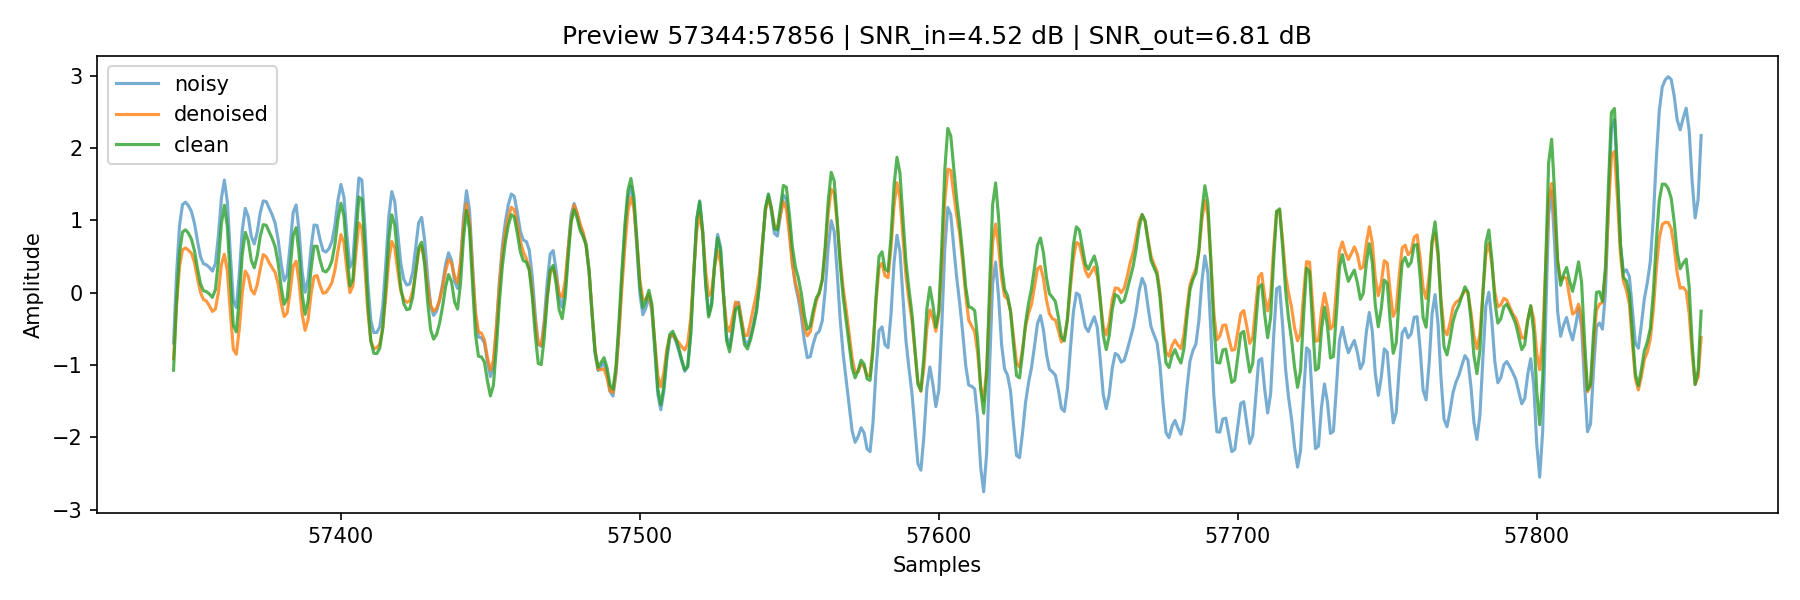 Preview 57344:57856 | SNR_in=4.52 dB | SNR_out=6.81 dB
noisy
denoised
clean
Amplitude
3
2
1
0
−1
−2
−3
57400 57500 57600 57700 57800
Samples